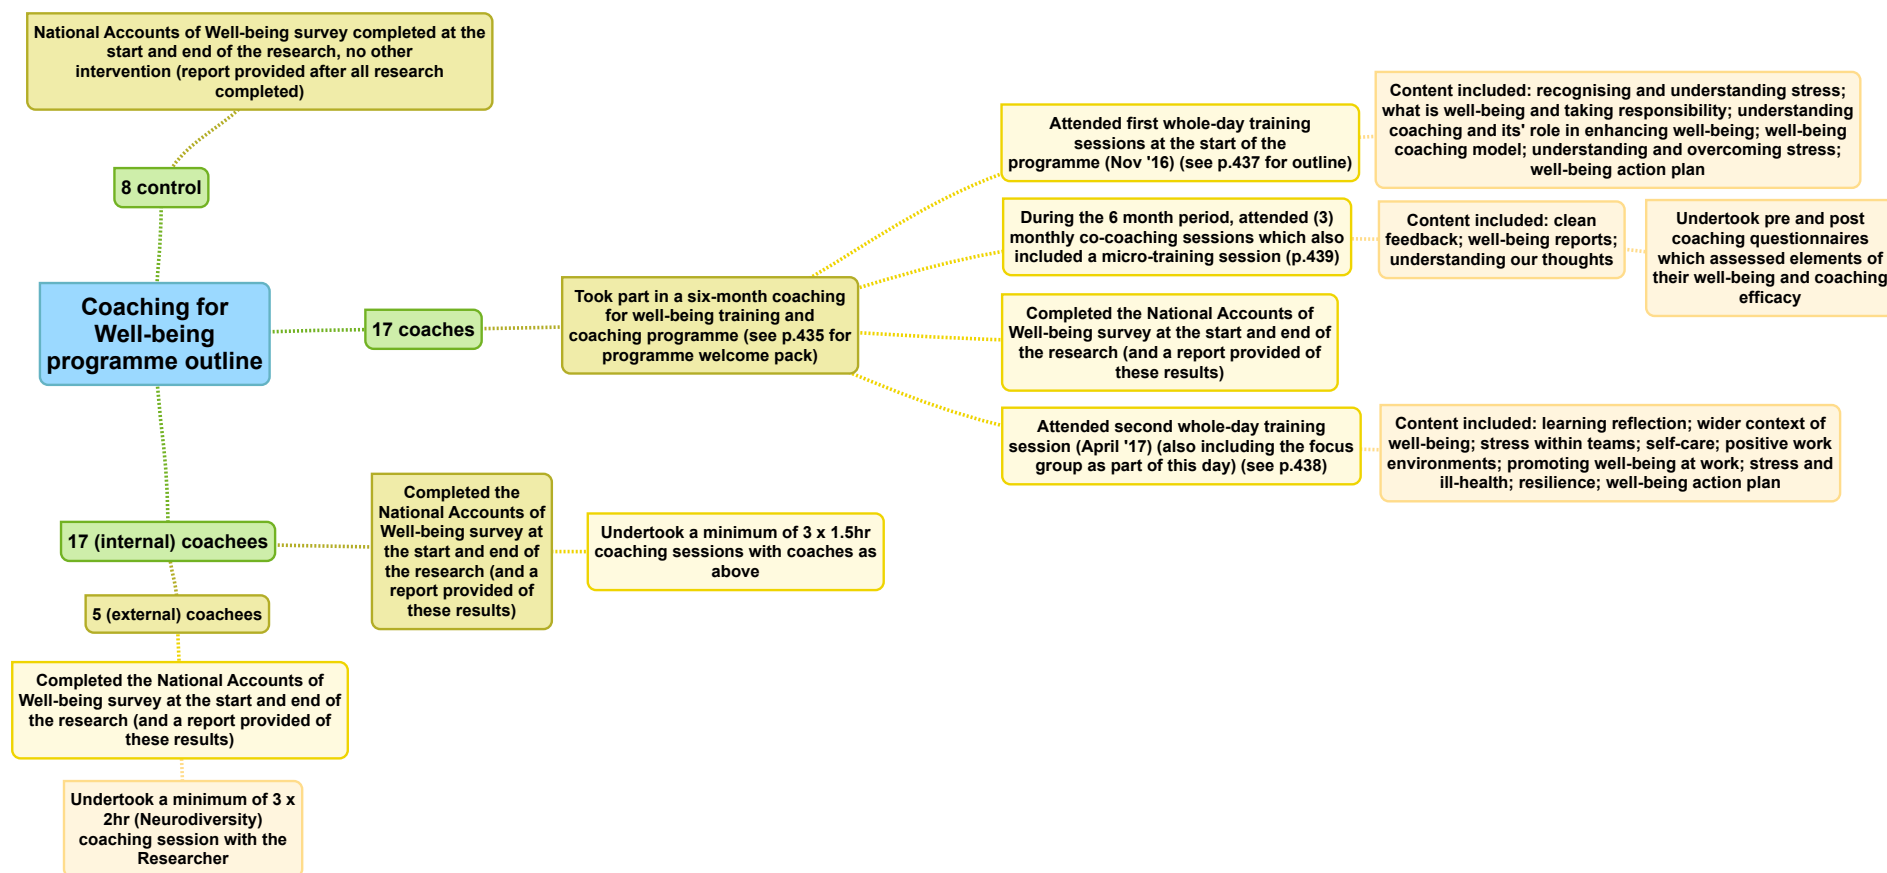 National Accounts of Well-being survey completed at the
start and end of the research, no other
intervention (report provided after all research
completed)
8 control
Coaching for
Well-being
programme outline
17 coaches
Took part in a six-month coaching
for well-being training and
coaching programme (see p.435 for
programme welcome pack)
Attended first whole-day training
sessions at the start of the
programme (Nov '16) (see p.437 for outline)
Content included: recognising and understanding stress;
what is well-being and taking responsibility; understanding
coaching and its' role in enhancing well-being; well-being
coaching model; understanding and overcoming stress;
well-being action plan
During the 6 month period, attended (3)
monthly co-coaching sessions which also
included a micro-training session (p.439)
Content included: clean
feedback; well-being reports;
understanding our thoughts
Undertook pre and post
coaching questionnaires
which assessed elements of
their well-being and coaching
efficacy
Completed the National Accounts of
Well-being survey at the start and end of
the research (and a report provided of
these results)
Attended second whole-day training
session (April '17) (also including the focus
group as part of this day) (see p.438)
Content included: learning reflection; wider context of
well-being; stress within teams; self-care; positive work
environments; promoting well-being at work; stress and
ill-health; resilience; well-being action plan
17 (internal) coachees
Completed the
National Accounts of
Well-being survey at
the start and end of
the research (and a
report provided of
these results)
Undertook a minimum of 3 x 1.5hr
coaching sessions with coaches as
above
5 (external) coachees
Completed the National Accounts of
Well-being survey at the start and end of
the research (and a report provided of
these results)
Undertook a minimum of 3 x
2hr (Neurodiversity)
coaching session with the
Researcher